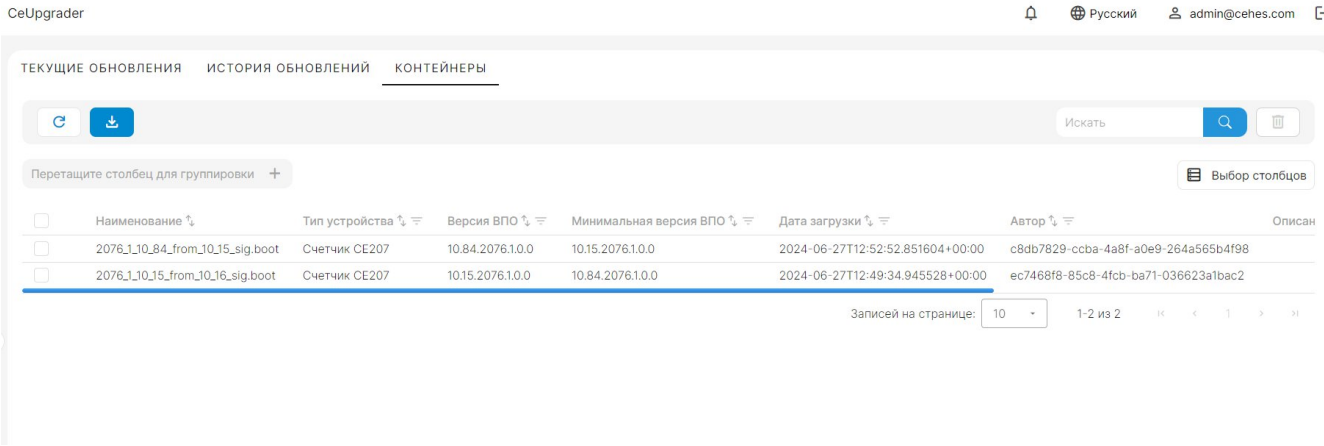 CeUpgrader Русский admin@cehes.com
ТЕКУЩИЕ ОБНОВЛЕНИЯ ИСТОРИЯ ОБНОВЛЕНИЙ КОНТЕЙНЕРЫ
Искать
Перетащите столбец для группировки + Выбор столбцов
Наименование Тип устройства Версия ВПО Минимальная версия ВПО Дата загрузки Автор Описан
2076_1_10_84_from_10_15_sig.boot Счетчик CE207 10.84.2076.1.0.0 10.15.2076.1.0.0 2024-06-27T12:52:52.851604+00:00 c8db7829-ccba-4a8f-a0e9-264a565b4f98
2076_1_10_15_from_10_16_sig.boot Счетчик CE207 10.15.2076.1.0.0 10.84.2076.1.0.0 2024-06-27T12:49:34.945528+00:00 ec7468f8-85c8-4fcb-ba71-036623a1bac2
Записей на странице: 10 1-2 из 2 1